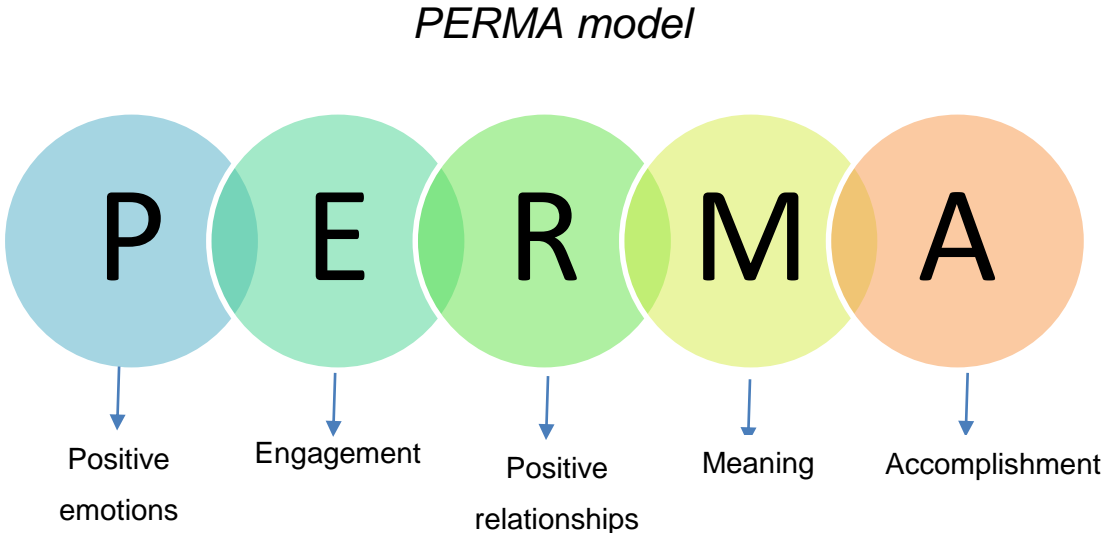 PERMA model
P E R M A
Positive
emotions
Engagement
Positive
relationships
Meaning
Accomplishment